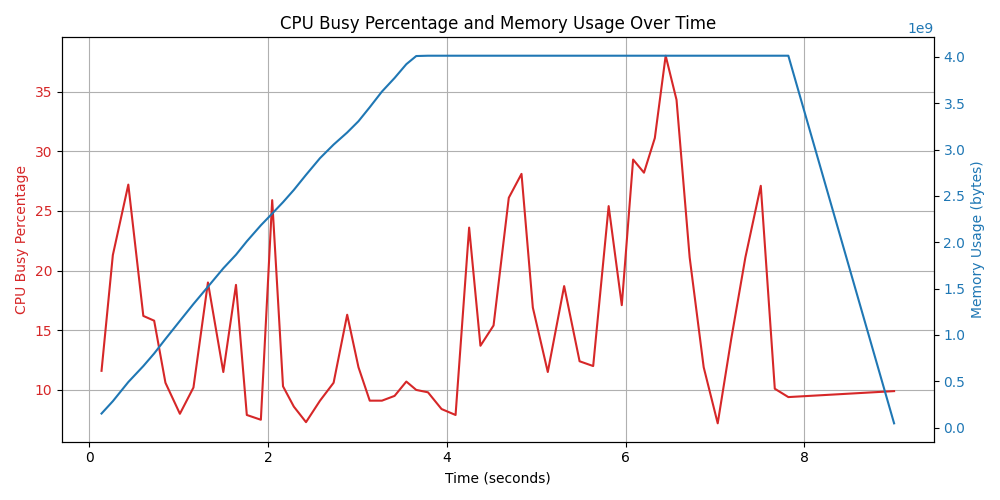 CPU Busy Percentage and Memory Usage Over Time
1e9
35
30
25
20
15
10
CPU Busy Percentage
4.0
3.5
3.0
2.5
2.0
1.5
1.0
0.5
0.0
Memory Usage (bytes)
0 2 4 6 8
Time (seconds)